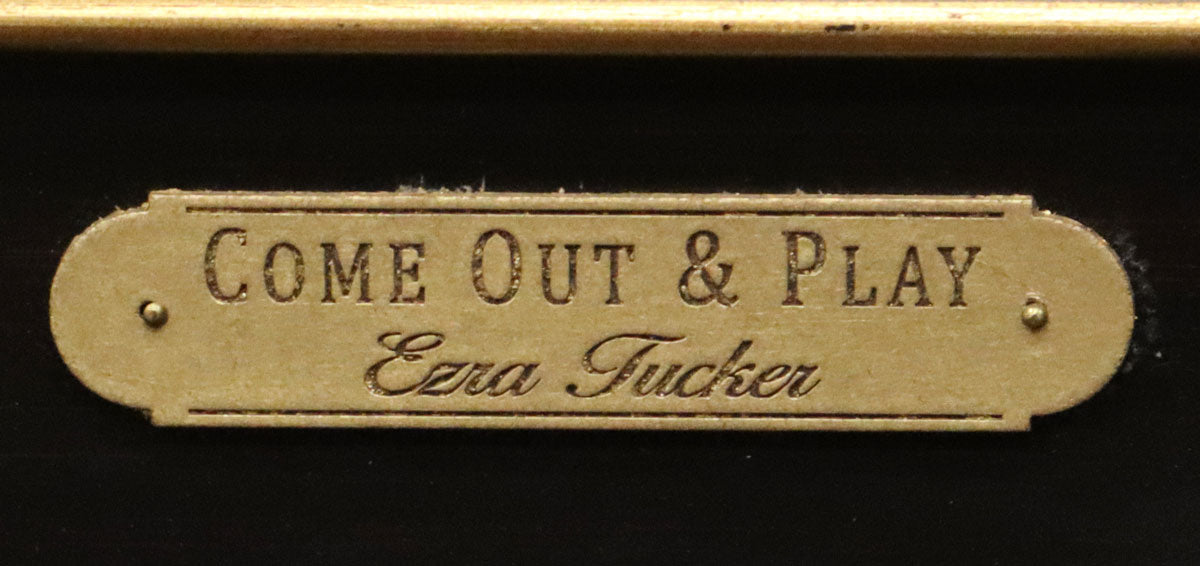 COME OUT & PLAY
Ezra Tucker